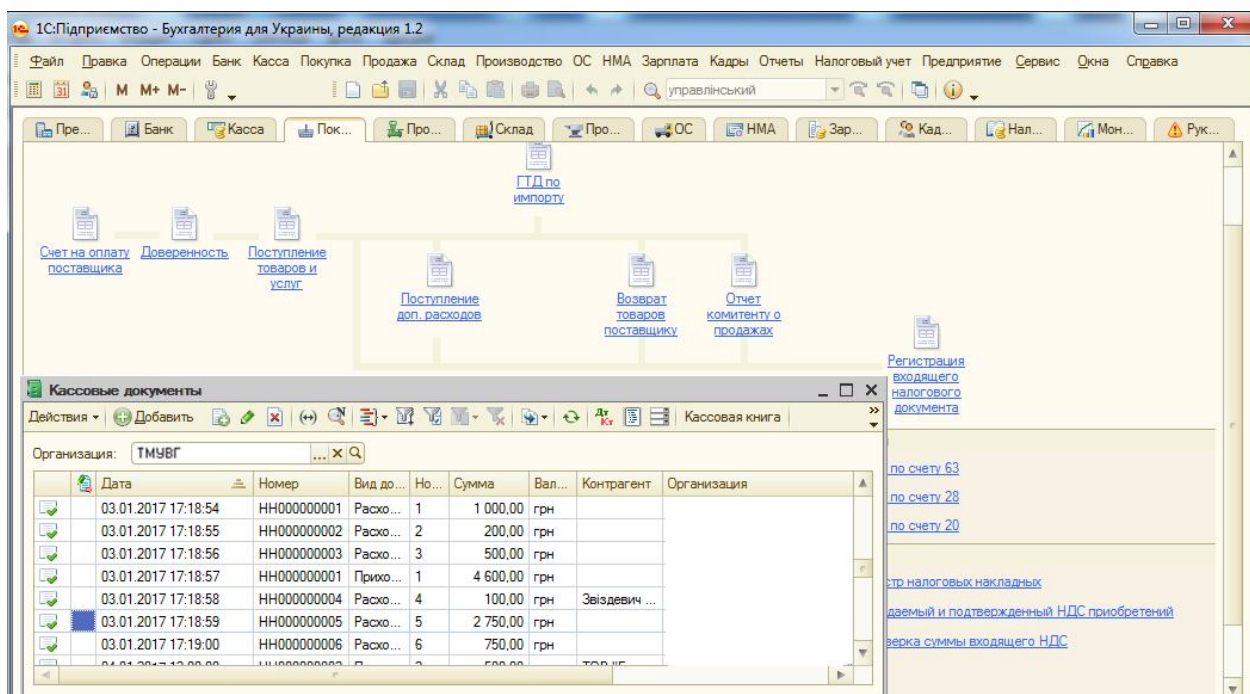 1С:Підприємство - Бухгалтерия для Украины, редакция 1.2
Файл Правка Операции Банк Касса Покупка Продажа Склад Производство ОС НМА Зарплата Кадры Отчеты Налоговый учет Предприятие Сервис Окна Справка
M M+ M- управлінський
Пре... Банк Касса Пок... Про... Склад Про... ОС НМА Зар... Кад... Нал... Мон... Рук...
ГТД по
импорту
Счет на оплату
поставщика
Доверенность
Поступление
товаров и
услуг
Поступление
доп. расходов
Возврат
товаров
поставщику
Отчет
комитенту о
продажах
Регистрация
входящего
налогового
документа
по счету 63
по счету 28
по счету 20
стр налоговых накладных
даемый и подтвержденный НДС приобретений
верка суммы входящего НДС
Кассовые документы
Действия Добавить Дт Кт Кассовая книга
Организация: ТМУВГ ...
Дата Номер Вид до... Но... Сумма Вал... Контрагент Организация
03.01.2017 17:18:54 НН000000001 Расхо... 1 1 000,00 грн
03.01.2017 17:18:55 НН000000002 Расхо... 2 200,00 грн
03.01.2017 17:18:56 НН000000003 Расхо... 3 500,00 грн
03.01.2017 17:18:57 НН000000001 Прихо... 1 4 600,00 грн
03.01.2017 17:18:58 НН000000004 Расхо... 4 100,00 грн Звіздевич ...
03.01.2017 17:18:59 НН000000005 Расхо... 5 2 750,00 грн
03.01.2017 17:19:00 НН000000006 Расхо... 6 750,00 грн